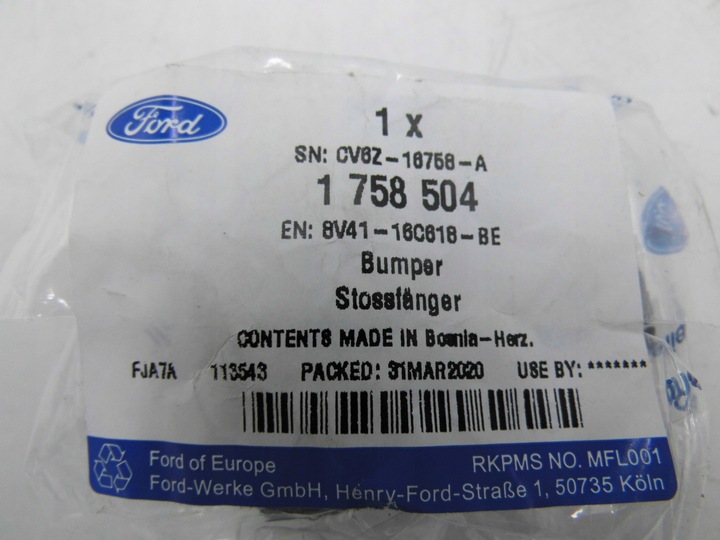 Ford
1 x
SN: CV6Z-16758-A
1 758 504
EN: 8V41-16C618-BE
Bumper
Stossfänger
CONTENTS MADE IN Bosnia-Herz.
FJA7A 113543 PACKED: 31MAR2020 USE BY: *******
Ford of Europe RKPMS NO. MFL001
Ford-Werke GmbH, Henry-Ford-Straße 1, 50735 Köln